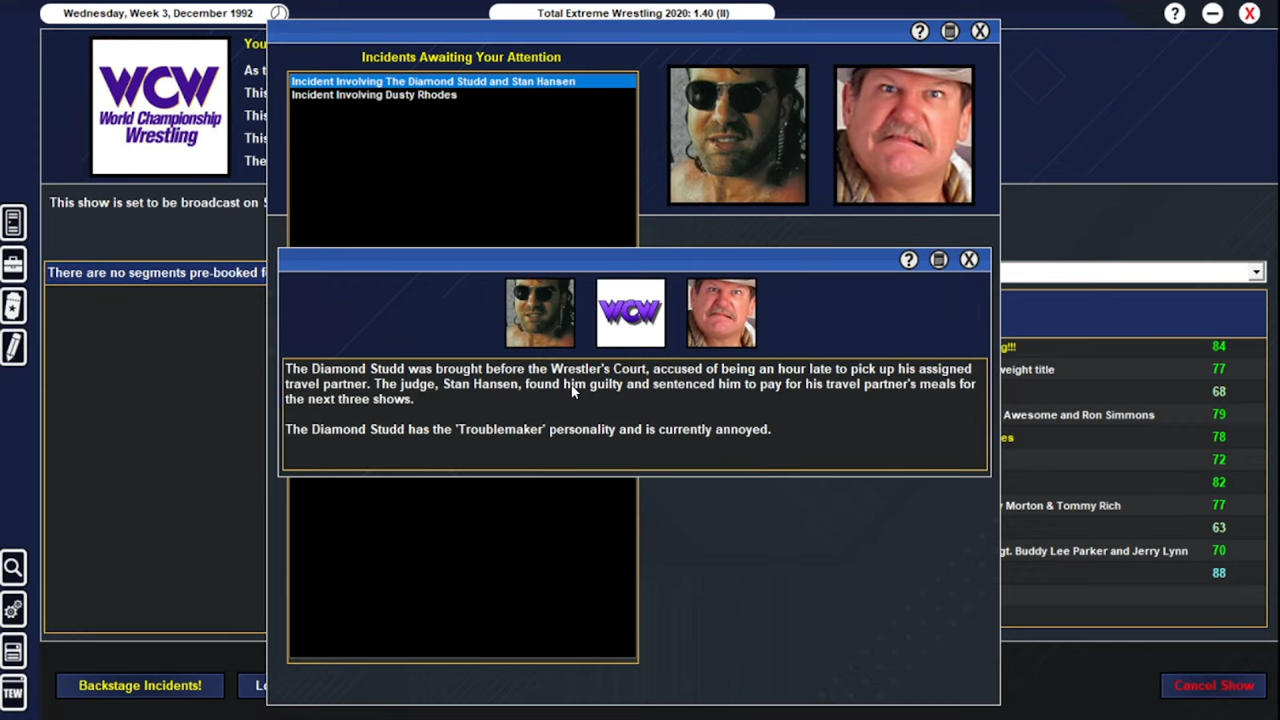 Wednesday, Week 3, December 1992
Total Extreme Wrestling 2020: 1.40 (II)
?
X
WCW
World Championship
Wrestling
You
As t
This
This
This
The
This show is set to be broadcast on S
There are no segments pre-booked f
?
X
Incidents Awaiting Your Attention
Incident Involving The Diamond Studd and Stan Hansen
Incident Involving Dusty Rhodes
?
X
WCW
The Diamond Studd was brought before the Wrestler's Court, accused of being an hour late to pick up his assigned
travel partner. The judge, Stan Hansen, found him guilty and sentenced him to pay for his travel partner's meals for
the next three shows.
The Diamond Studd has the 'Troublemaker' personality and is currently annoyed.
g!!! 84
weight title 77
68
Awesome and Ron Simmons 79
es 78
72
82
y Morton & Tommy Rich 77
63
gt. Buddy Lee Parker and Jerry Lynn 70
88
TEW
Backstage Incidents!
Lo
Cancel Show